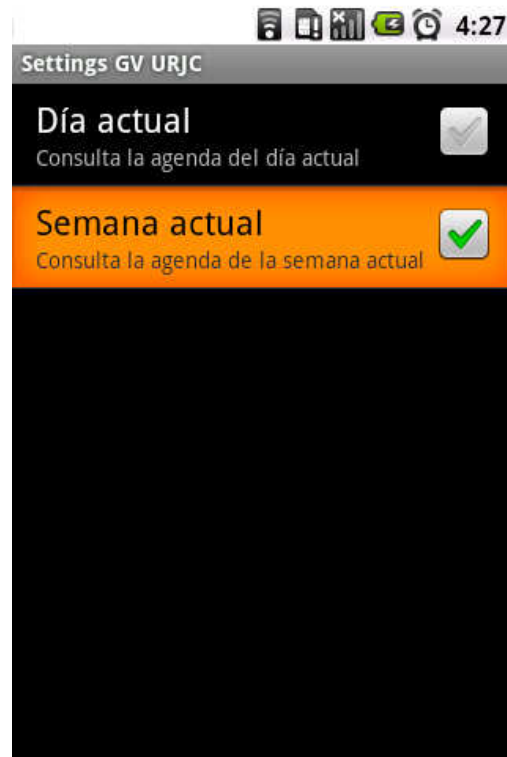 4:27
Settings GV URJC
Día actual
Consulta la agenda del día actual
Semana actual
Consulta la agenda de la semana actual